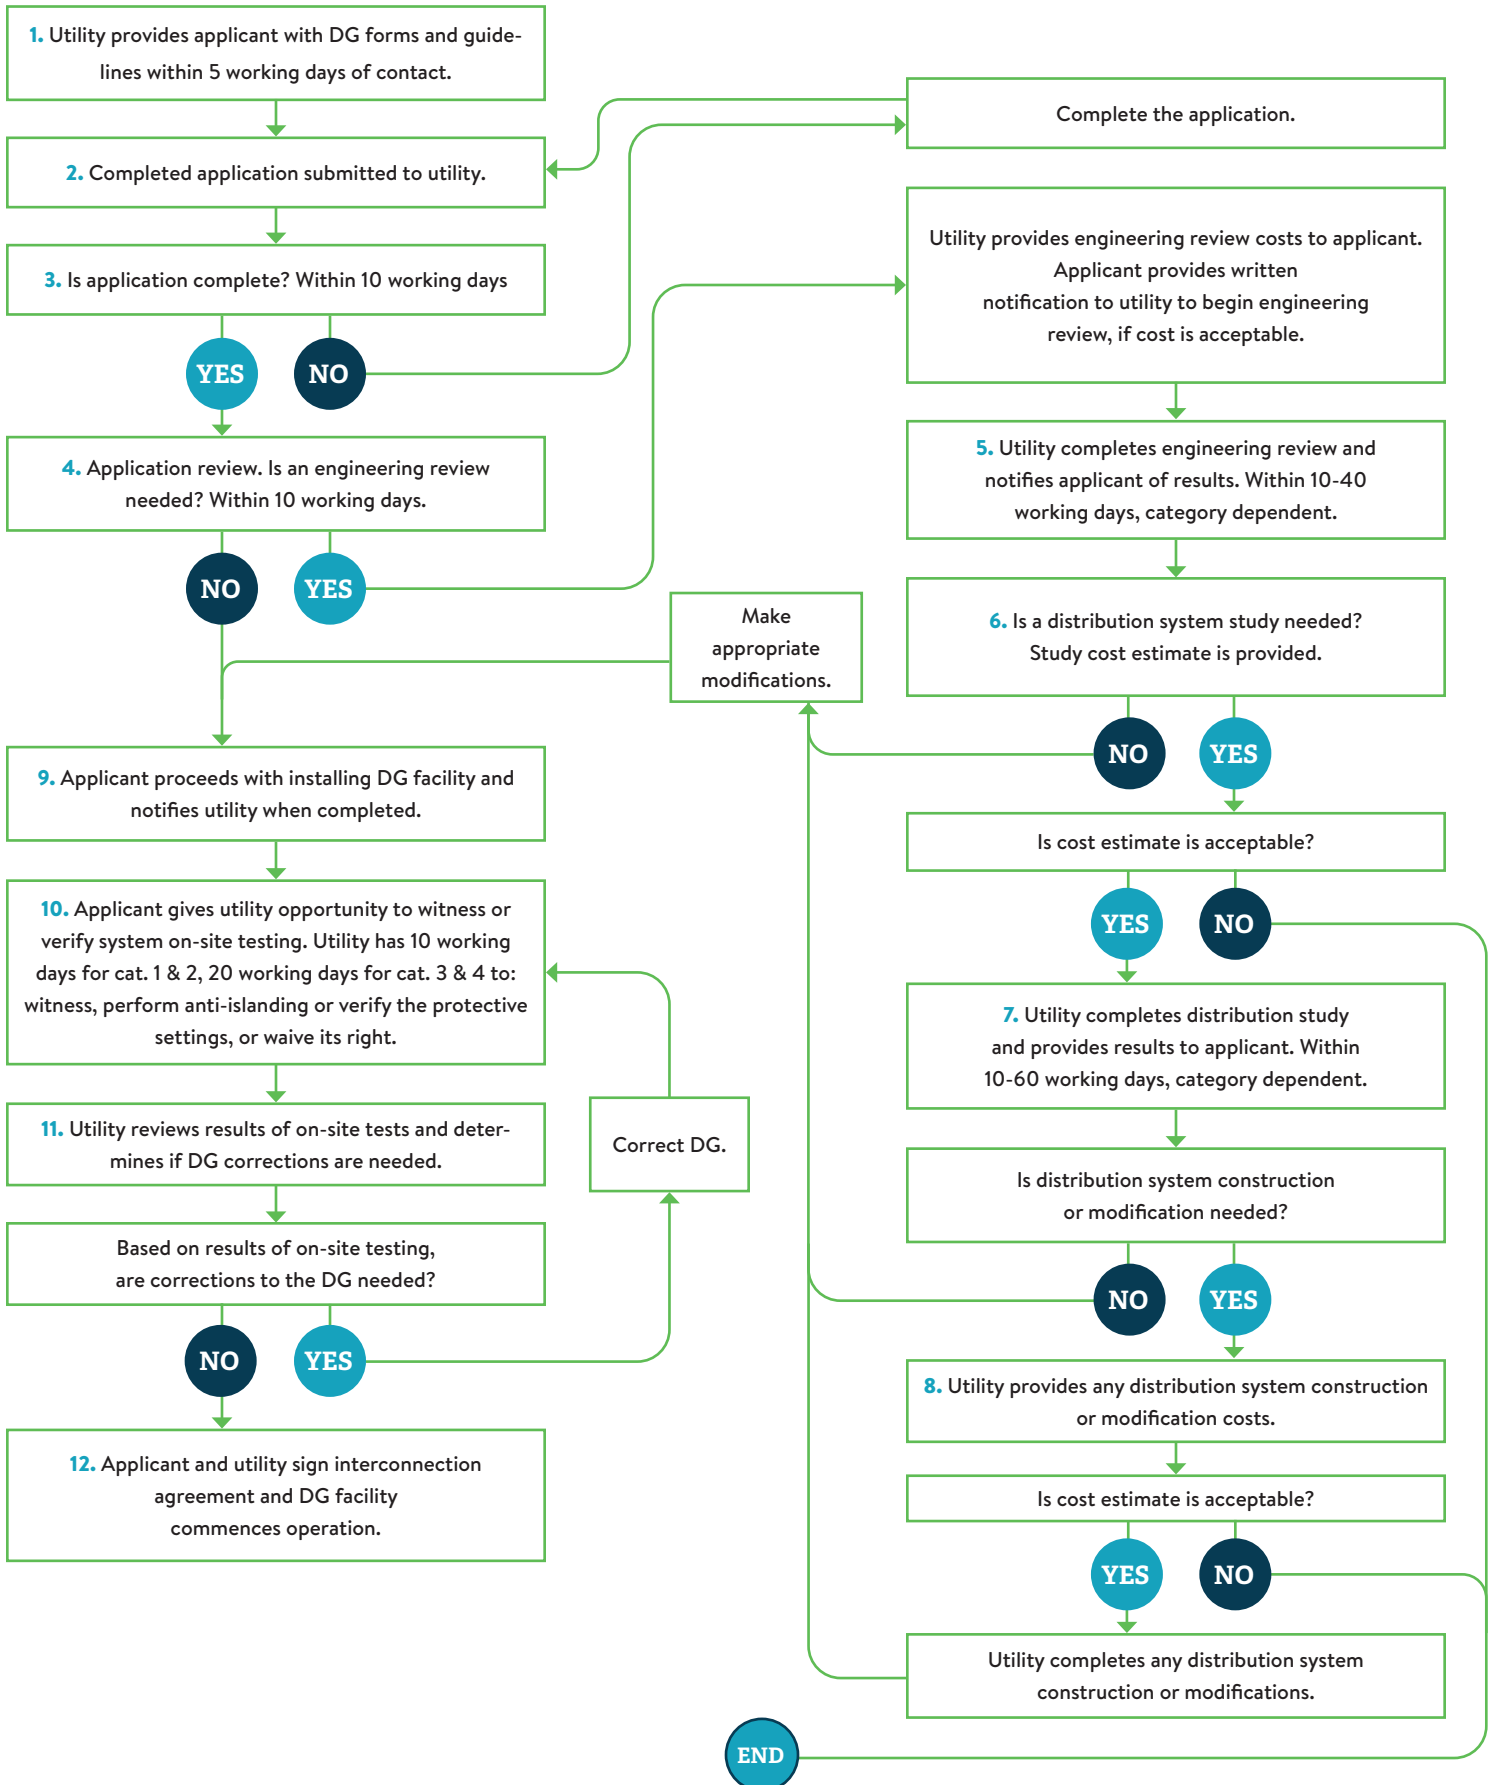 1. Utility provides applicant with DG forms and guide-
lines within 5 working days of contact.
2. Completed application submitted to utility.
3. Is application complete? Within 10 working days
YES
NO
4. Application review. Is an engineering review
needed? Within 10 working days.
NO
YES
9. Applicant proceeds with installing DG facility and
notifies utility when completed.
10. Applicant gives utility opportunity to witness or
verify system on-site testing. Utility has 10 working
days for cat. 1 & 2, 20 working days for cat. 3 & 4 to:
witness, perform anti-islanding or verify the protective
settings, or waive its right.
11. Utility reviews results of on-site tests and deter-
mines if DG corrections are needed.
Based on results of on-site testing,
are corrections to the DG needed?
NO
YES
12. Applicant and utility sign interconnection
agreement and DG facility
commences operation.
Make
appropriate
modifications.
Correct DG.
Complete the application.
Utility provides engineering review costs to applicant.
Applicant provides written
notification to utility to begin engineering
review, if cost is acceptable.
5. Utility completes engineering review and
notifies applicant of results. Within 10-40
working days, category dependent.
6. Is a distribution system study needed?
Study cost estimate is provided.
NO
YES
Is cost estimate is acceptable?
YES
NO
7. Utility completes distribution study
and provides results to applicant. Within
10-60 working days, category dependent.
Is distribution system construction
or modification needed?
NO
YES
8. Utility provides any distribution system construction
or modification costs.
Is cost estimate is acceptable?
YES
NO
Utility completes any distribution system
construction or modifications.
END